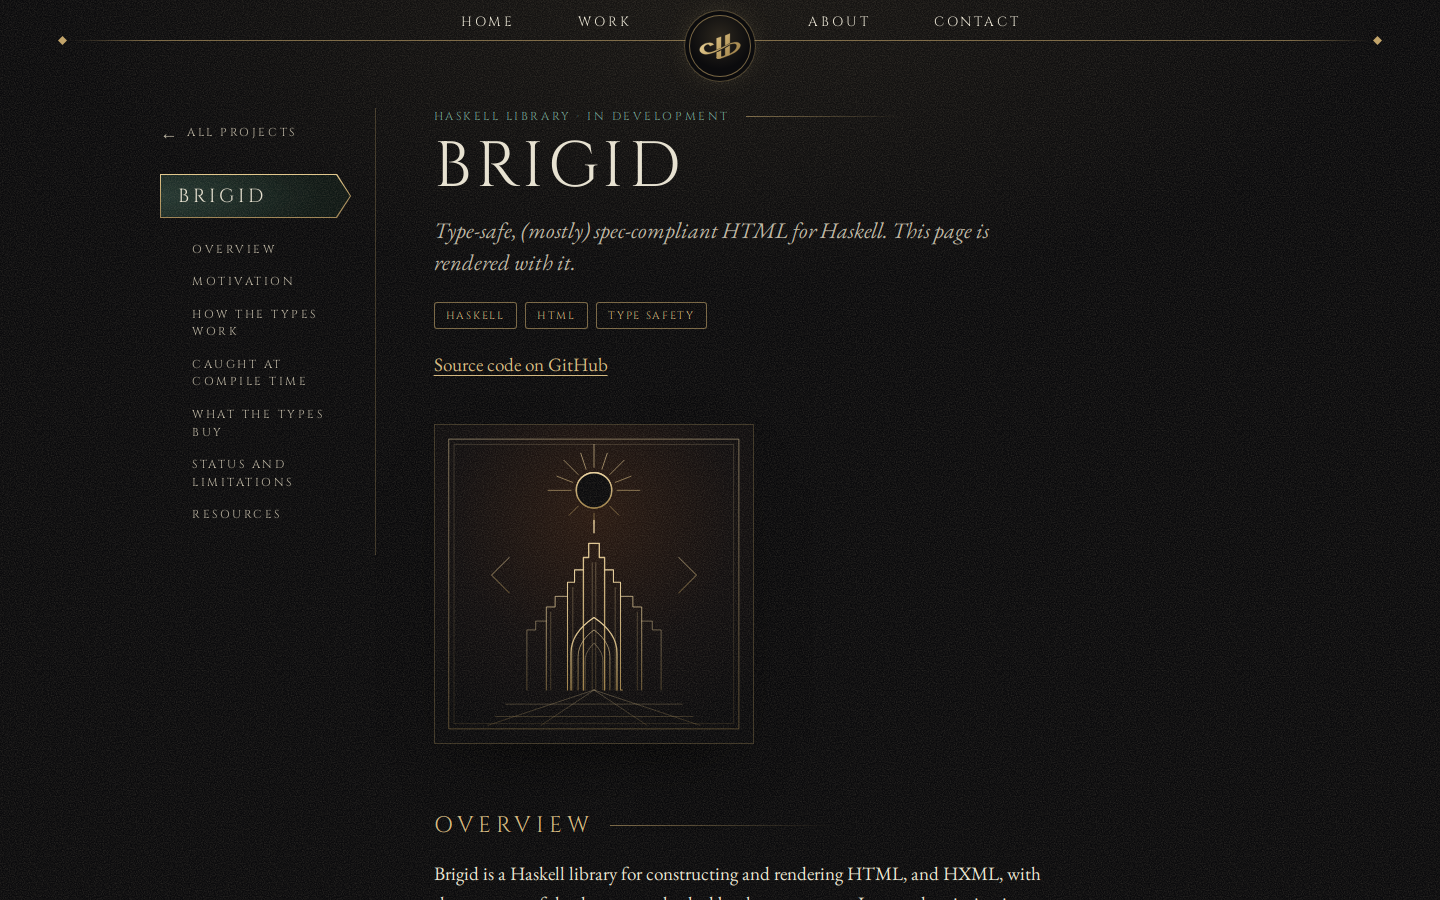 HOME WORK ABOUT CONTACT
← ALL PROJECTS
BRIGID
OVERVIEW
MOTIVATION
HOW THE TYPES
WORK
CAUGHT AT
COMPILE TIME
WHAT THE TYPES
BUY
STATUS AND
LIMITATIONS
RESOURCES
HASKELL LIBRARY · IN DEVELOPMENT
BRIGID
Type-safe, (mostly) spec-compliant HTML for Haskell. This page is
rendered with it.
HASKELL HTML TYPE SAFETY
Source code on GitHub
OVERVIEW
Brigid is a Haskell library for constructing and rendering HTML, and HXML, with